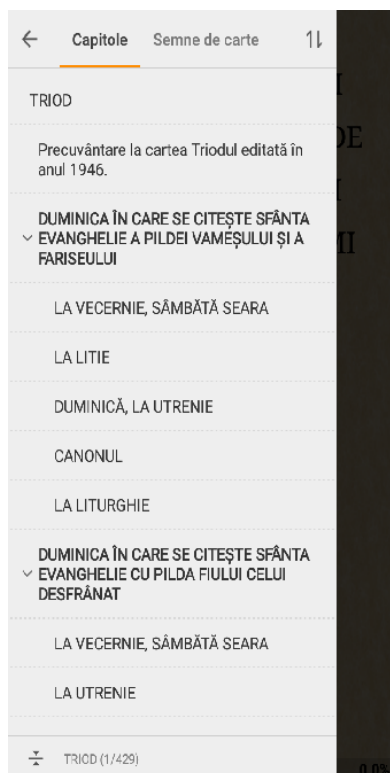 Capitole Semne de carte
TRIOD
Precuvântare la cartea Triodul editată în
anul 1946.
DUMINICA ÎN CARE SE CITEȘTE SFÂNTA
EVANGHELIE A PILDEI VAMEȘULUI ȘI A
FARISEULUI
LA VECERNIE, SÂMBĂTĂ SEARA
LA LITIE
DUMINICĂ, LA UTRENIE
CANONUL
LA LITURGHIE
DUMINICA ÎN CARE SE CITEȘTE SFÂNTA
EVANGHELIE CU PILDA FIULUI CELUI
DESFRÂNAT
LA VECERNIE, SÂMBĂTĂ SEARA
LA UTRENIE
TRIOD (1/429)
0.0%